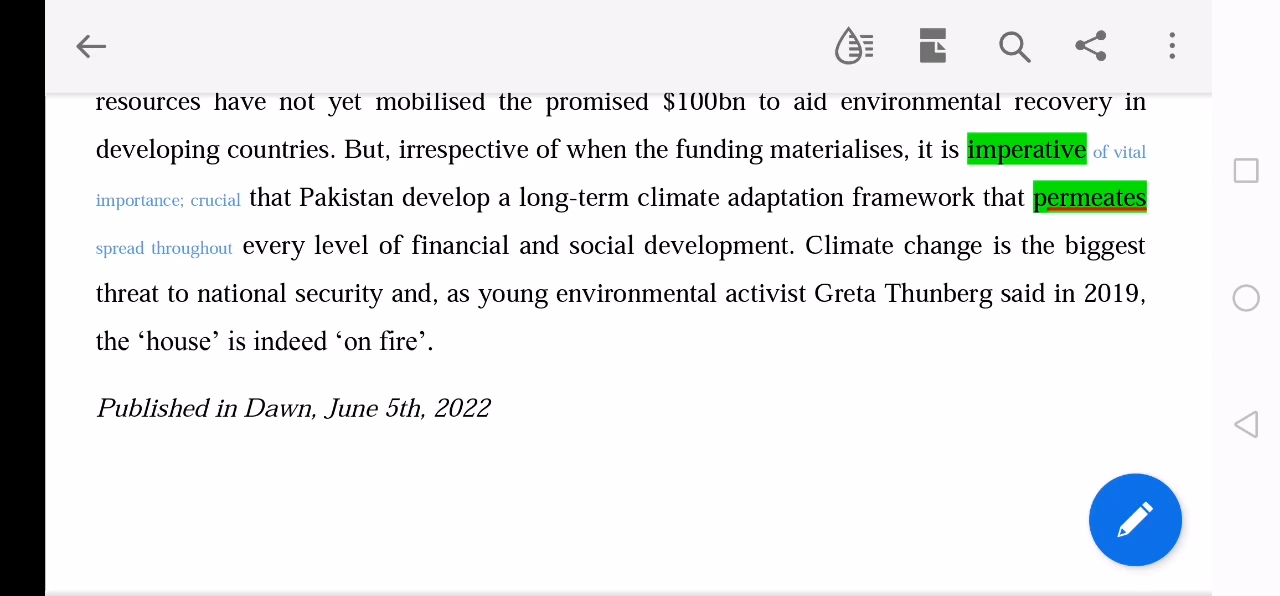 resources have not yet mobilised the promised $100bn to aid environmental recovery in
developing countries. But, irrespective of when the funding materialises, it is imperative of vital
importance; crucial that Pakistan develop a long-term climate adaptation framework that permeates
spread throughout every level of financial and social development. Climate change is the biggest
threat to national security and, as young environmental activist Greta Thunberg said in 2019,
the ‘house’ is indeed ‘on fire’.
Published in Dawn, June 5th, 2022